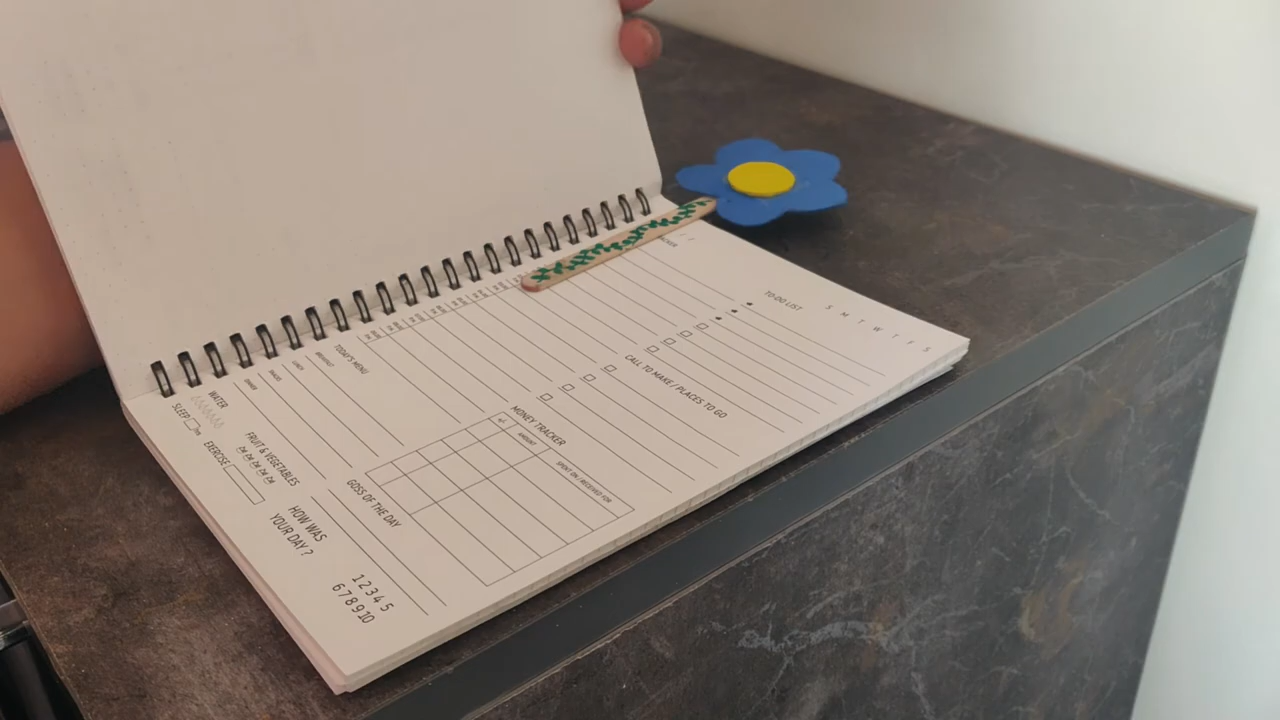 S M T W T F S
TO-DO LIST
CALL TO MAKE / PLACES TO GO
TODAY'S MENU
BREAKFAST
LUNCH
SNACKS
DINNER
MONEY TRACKER
+/-
AMOUNT
SPENT ON / RECEIVED FOR
WATER
SLEEP
EXERCISE
FRUIT & VEGETABLES
GOSS OF THE DAY
HOW WAS
YOUR DAY ?
1 2 3 4 5
6 7 8 9 10